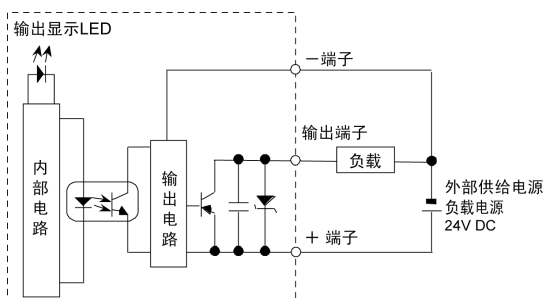 输出显示LED
－端子
输出端子
负载
内部电路
输出电路
外部供给电源
负载电源
24V DC
＋ 端子